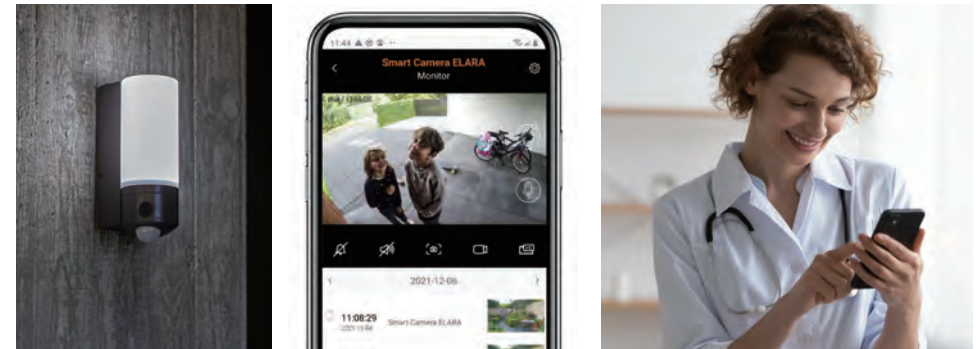 11:44
Smart Camera ELARA
Monitor
2021-12-06
11:08:29
Smart Camera ELARA